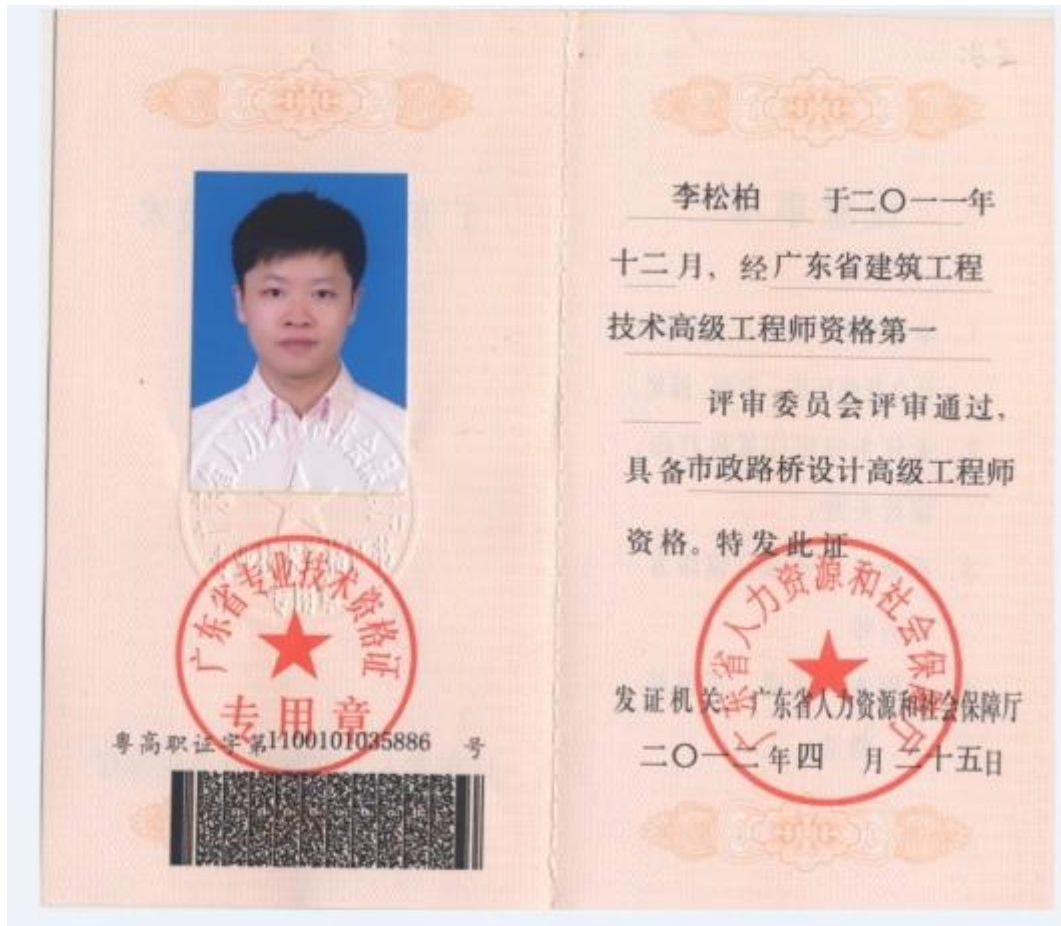 广东省专业技术资格证
专用章
粤高职证字第1100101035886 号
李松柏 于二〇一一年
十二月，经广东省建筑工程
技术高级工程师资格第一
评审委员会评审通过，
具备市政路桥设计高级工程师
资格。特发此证
广东省人力资源和社会保障厅
发证机关：广东省人力资源和社会保障厅
二〇一二年四 月二十五日